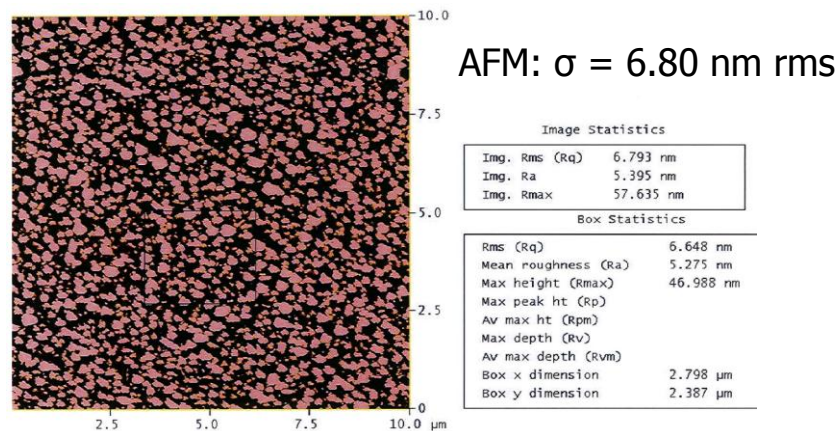 AFM: σ = 6.80 nm rms
10.0
7.5
5.0
2.5
0
2.5 5.0 7.5 10.0 µm
Image Statistics
Img. Rms (Rq) 6.793 nm
Img. Ra 5.395 nm
Img. Rmax 57.635 nm
Box Statistics
Rms (Rq) 6.648 nm
Mean roughness (Ra) 5.275 nm
Max height (Rmax) 46.988 nm
Max peak ht (Rp)
Av max ht (Rpm)
Max depth (Rv)
Av max depth (Rvm)
Box x dimension 2.798 µm
Box y dimension 2.387 µm